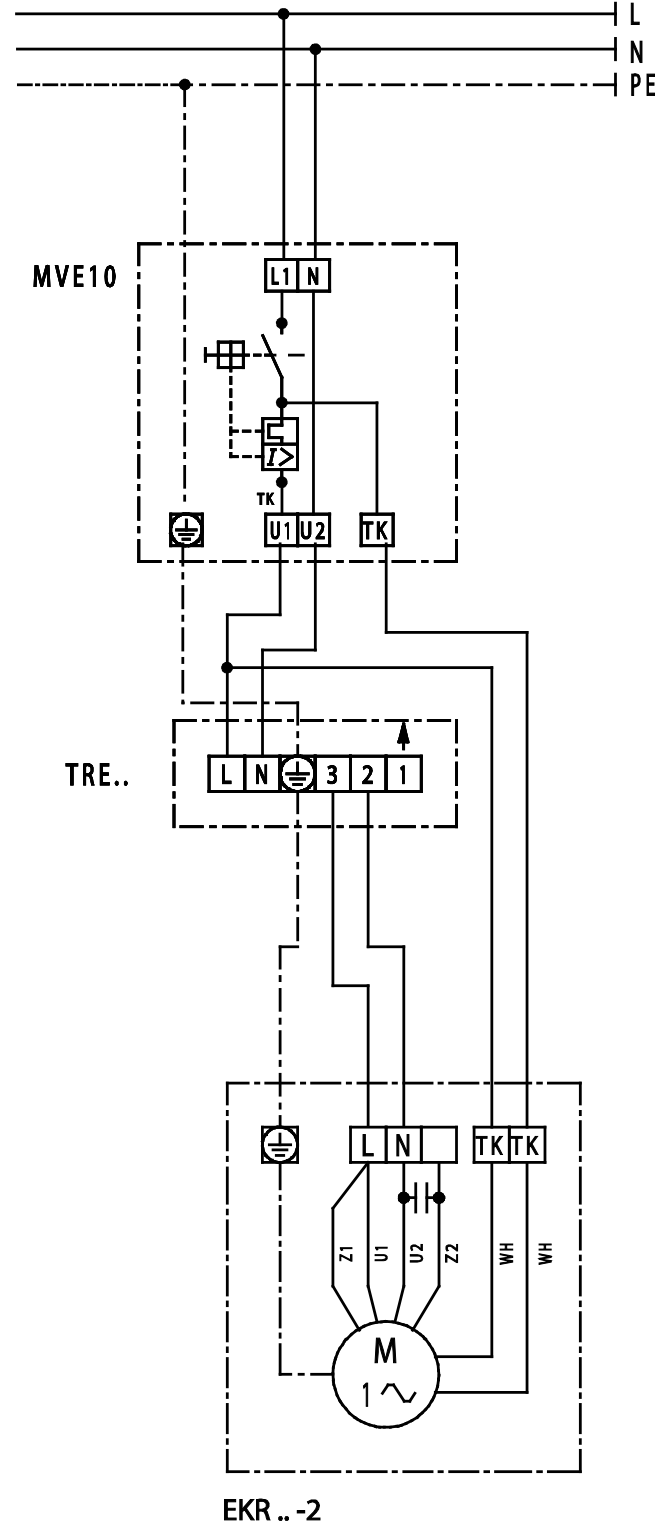 L
N
PE
MVE10
L1 N
I>
TK
U1 U2 TK
TRE..
L N 3 2 1
L N TK TK
Z1 U1 U2 Z2 WH WH
M
1
EKR .. -2